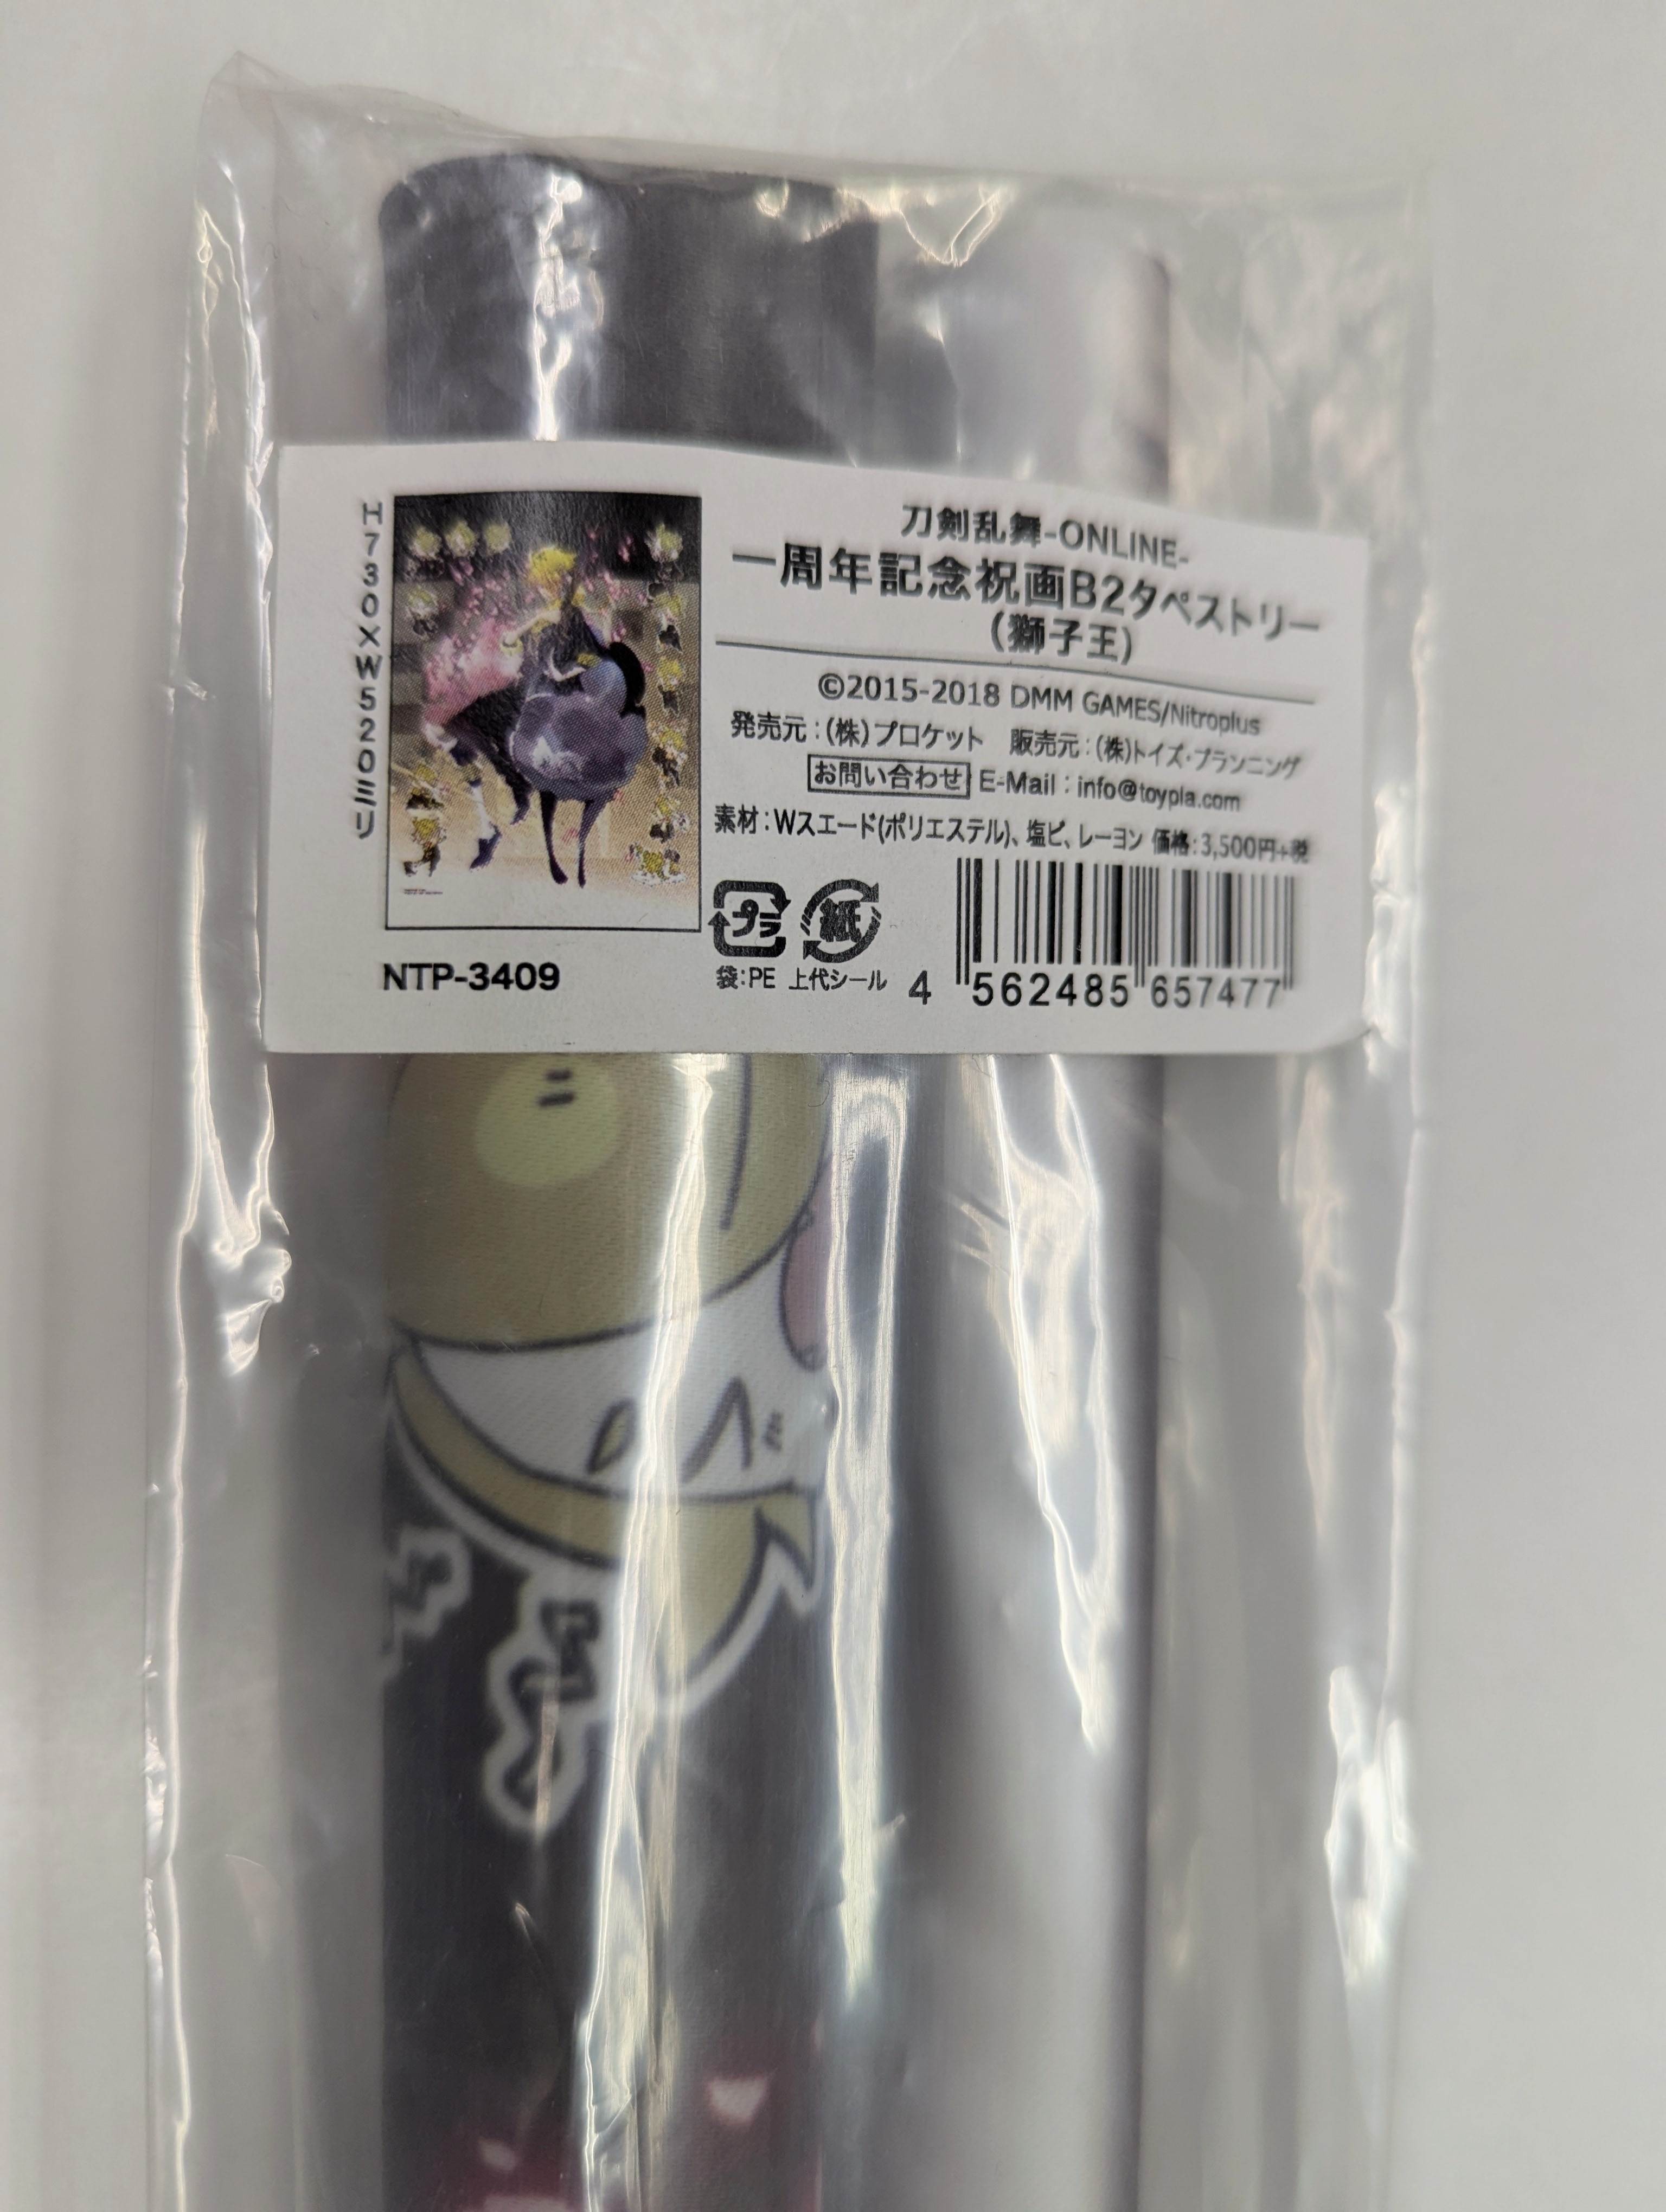 刀剣乱舞-ONLINE-
一周年記念祝画B2タペストリー
(獅子王)
©2015-2018 DMM GAMES/Nitroplus
発売元:(株)プロケット 販売元:(株)トイズ・プランニング
お問い合わせ E-Mail:info@toypla.com
素材:Wスエード(ポリエステル)、塩ビ、レーヨン 価格:3,500円+税
H730×W520ミリ
プラ 紙
袋:PE 上代シール
4 562485 657477
NTP-3409